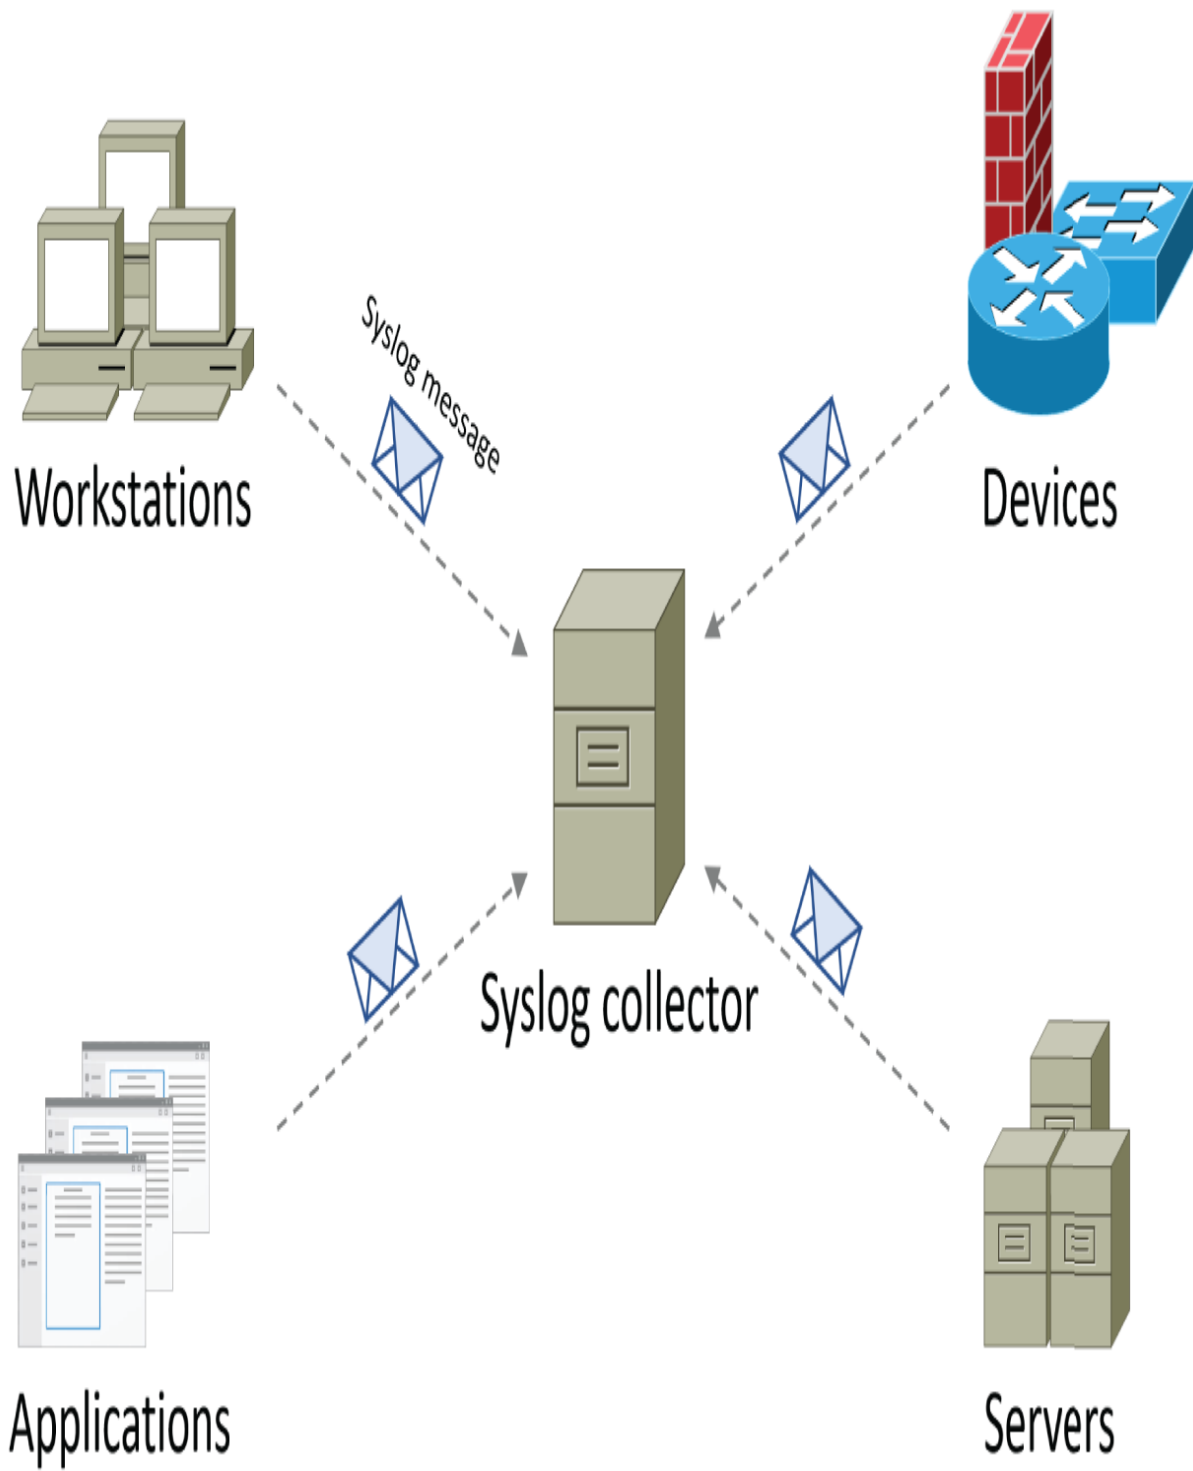 Syslog message
Workstations
Devices
Syslog collector
Applications
Servers